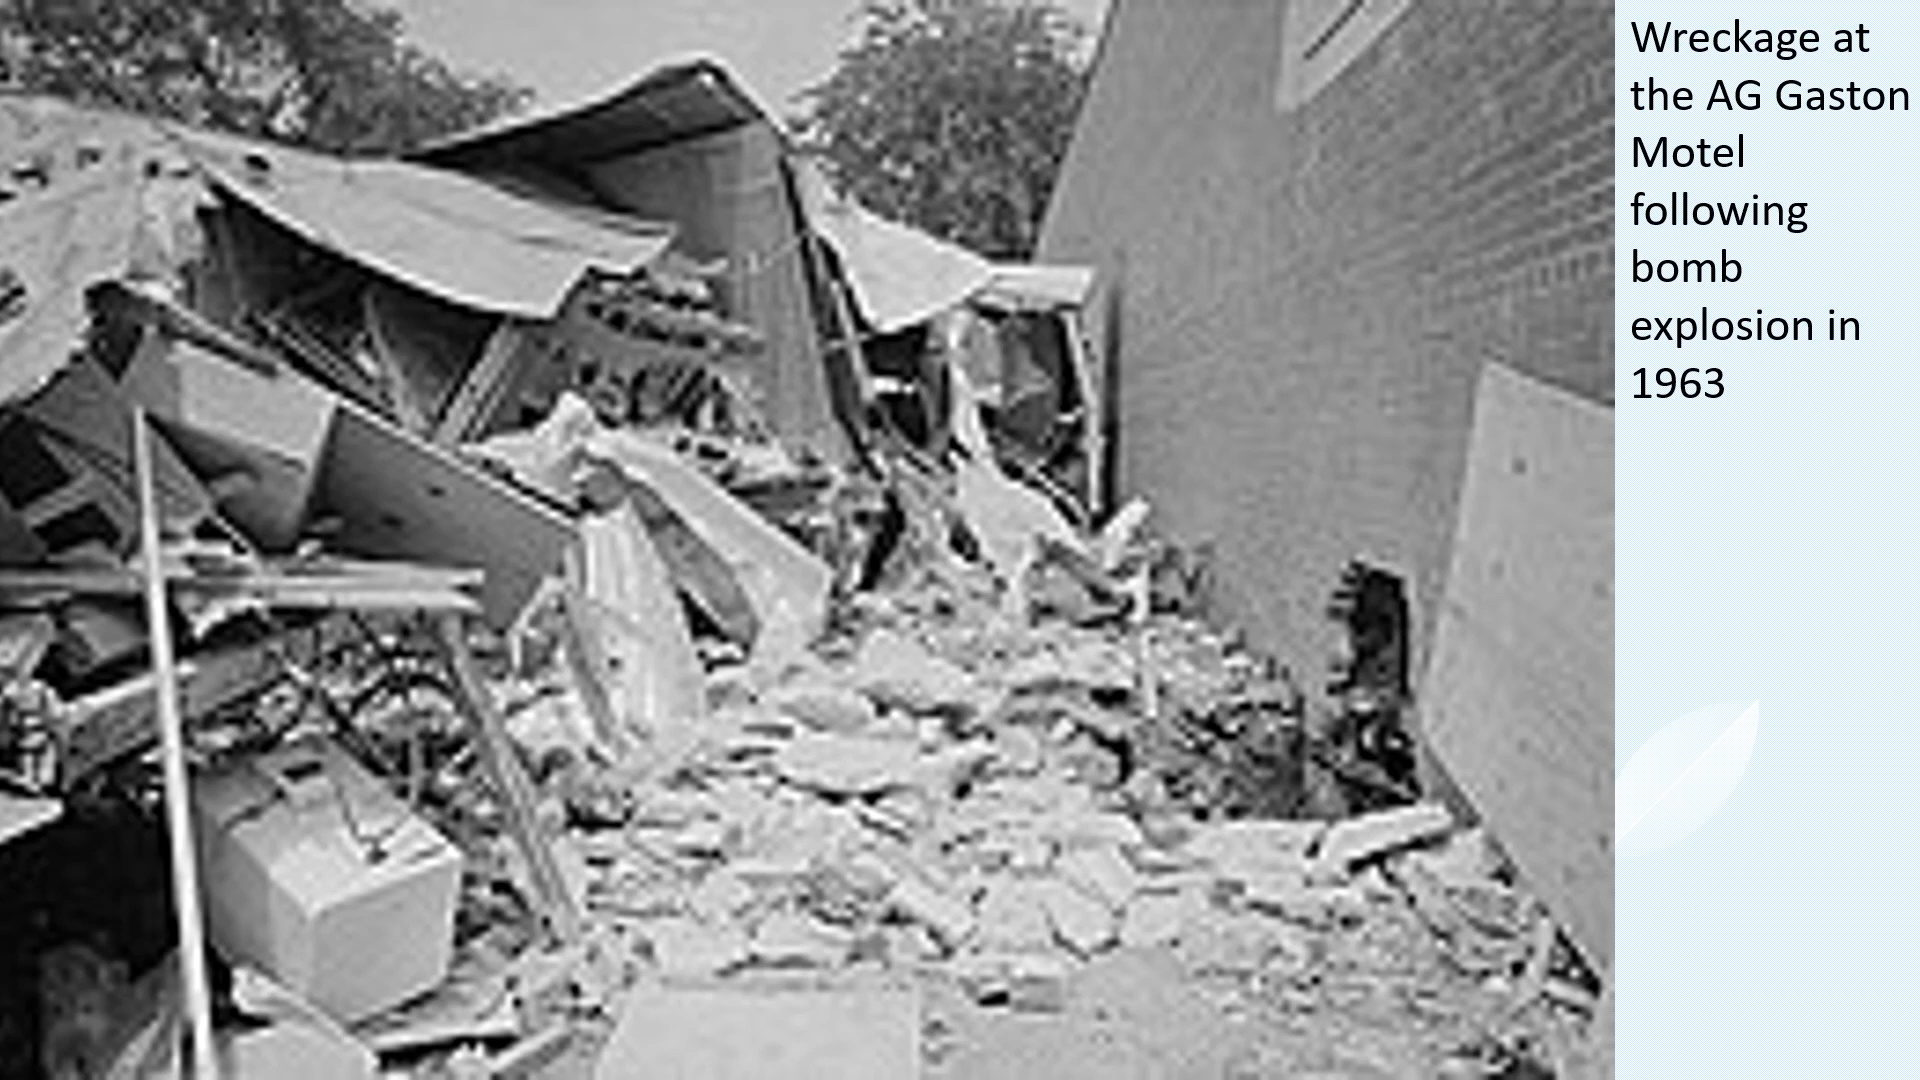 Wreckage at
the AG Gaston
Motel
following
bomb
explosion in
1963